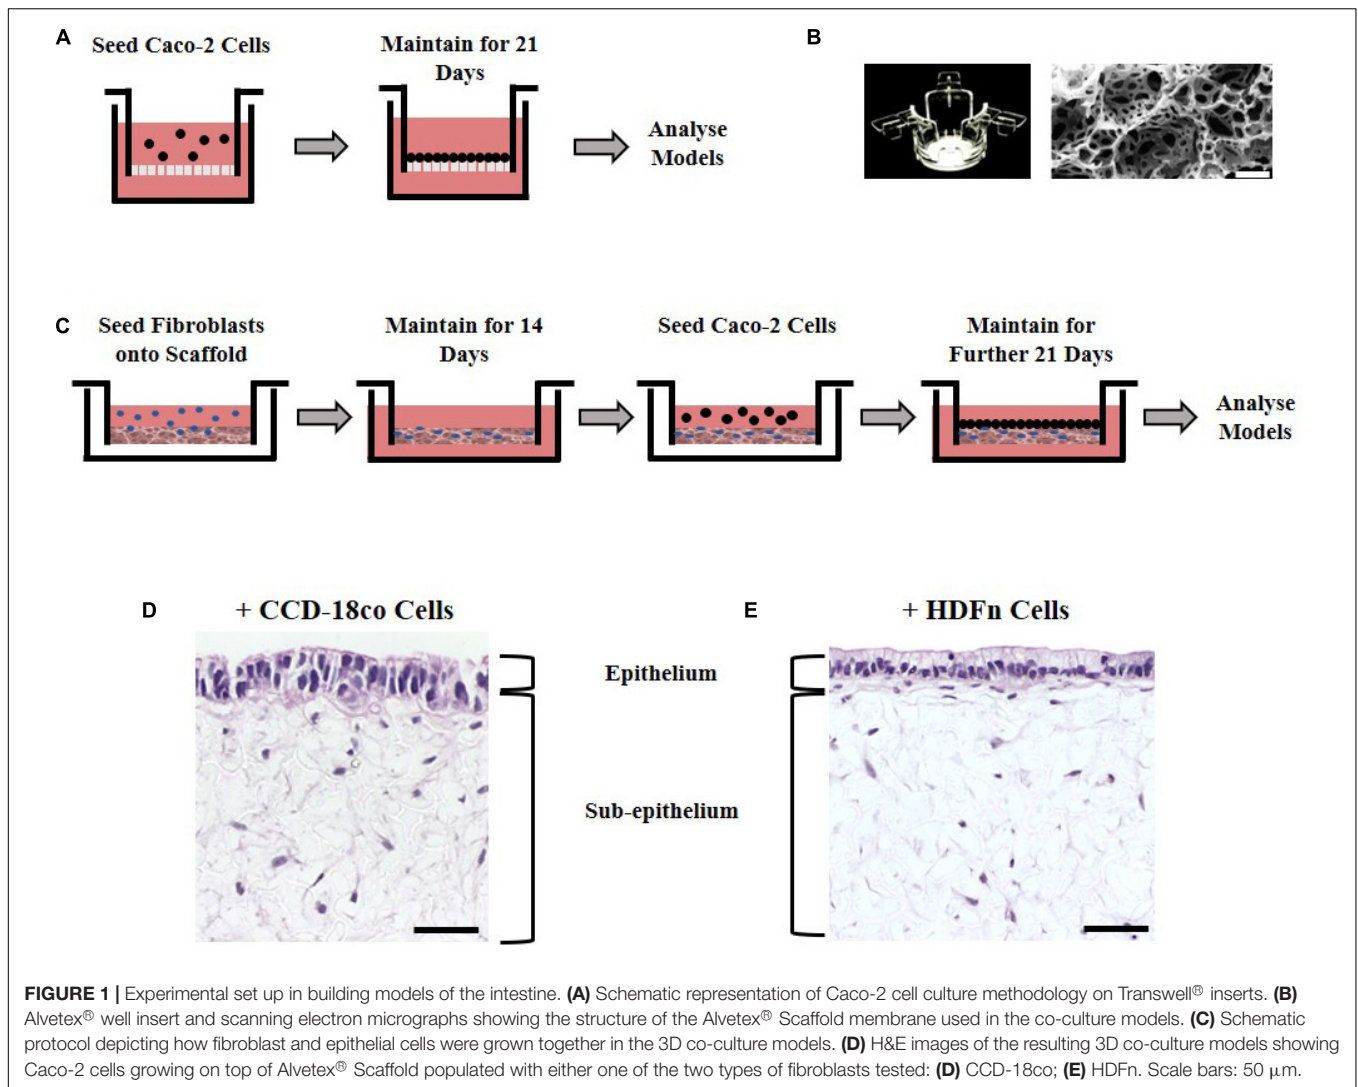 A
Seed Caco-2 Cells
Maintain for 21
Days
Analyse
Models
B
C
Seed Fibroblasts
onto Scaffold
Maintain for 14
Days
Seed Caco-2 Cells
Maintain for
Further 21 Days
Analyse
Models
D
+ CCD-18co Cells
E
+ HDFn Cells
Epithelium
Sub-epithelium
FIGURE 1 | Experimental set up in building models of the intestine. (A) Schematic representation of Caco-2 cell culture methodology on Transwell® inserts. (B)
Alvetex® well insert and scanning electron micrographs showing the structure of the Alvetex® Scaffold membrane used in the co-culture models. (C) Schematic
protocol depicting how fibroblast and epithelial cells were grown together in the 3D co-culture models. (D) H&E images of the resulting 3D co-culture models showing
Caco-2 cells growing on top of Alvetex® Scaffold populated with either one of the two types of fibroblasts tested: (D) CCD-18co; (E) HDFn. Scale bars: 50 μm.